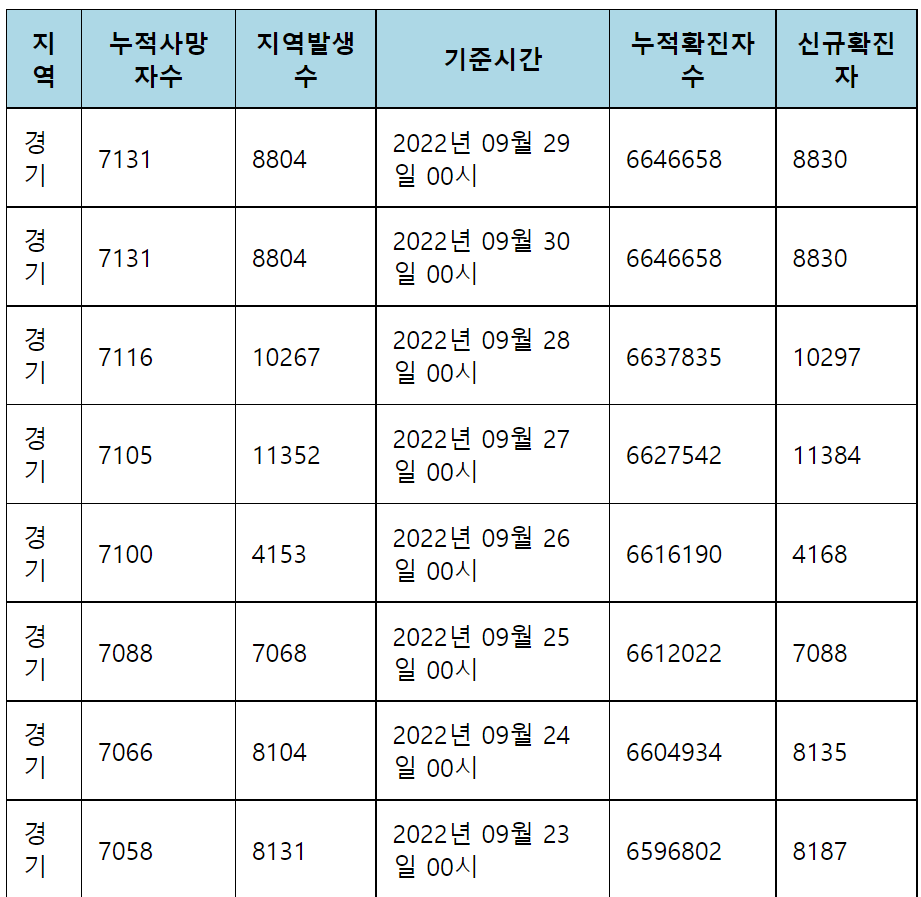 지역 누적사망자수 지역발생수 기준시간 누적확진자수 신규확진자
경기 7131 8804 2022년 09월 29일 00시 6646658 8830
경기 7131 8804 2022년 09월 30일 00시 6646658 8830
경기 7116 10267 2022년 09월 28일 00시 6637835 10297
경기 7105 11352 2022년 09월 27일 00시 6627542 11384
경기 7100 4153 2022년 09월 26일 00시 6616190 4168
경기 7088 7068 2022년 09월 25일 00시 6612022 7088
경기 7066 8104 2022년 09월 24일 00시 6604934 8135
경기 7058 8131 2022년 09월 23일 00시 6596802 8187